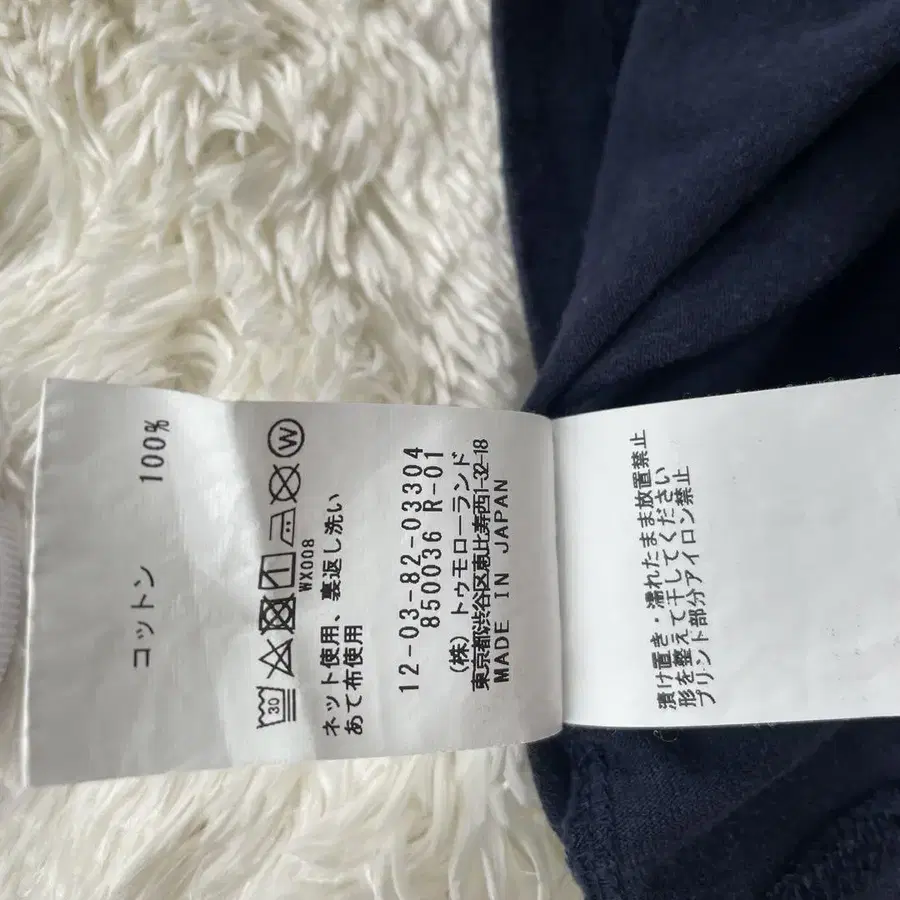 コットン 100%
30
W
WX008
ネット使用、裏返し洗い
あて布使用
12-03-82-03304
850036 R-01
(株) トゥモローランド
東京都渋谷区恵比寿西1-32-18
MADE IN JAPAN
漬け置き・濡れたまま放置禁止
形を整えて干してください
プリント部分アイロン禁止